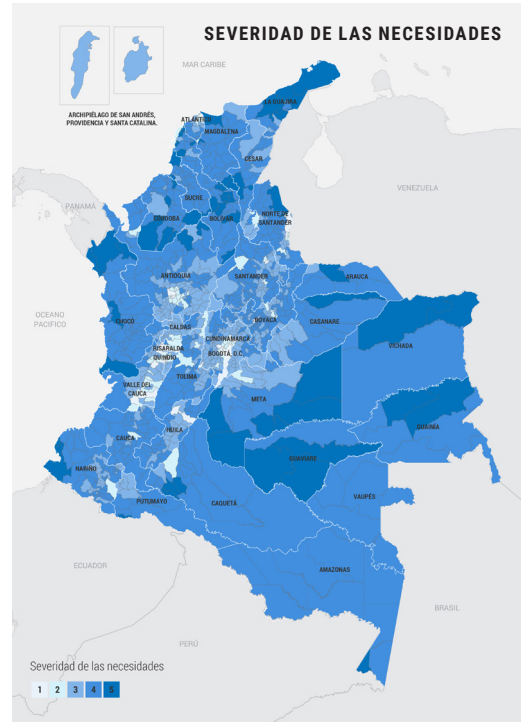 SEVERIDAD DE LAS NECESIDADES
MAR CARIBE
ARCHIPIÉLAGO DE SAN ANDRÉS,
PROVIDENCIA Y SANTA CATALINA.
LA GUAJIRA
ATLÁNTICO
MAGDALENA
CESAR
VENEZUELA
PANAMÁ
SUCRE
CÓRDOBA
BOLÍVAR
NORTE DE
SANTANDER
ANTIOQUIA
SANTANDER
ARAUCA
OCEANO
PACIFICO
CHOCÓ
CALDAS
BOYACÁ
CASANARE
CUNDINAMARCA
RISARALDA
BOGOTÁ, D.C.
VICHADA
QUINDIO
TOLIMA
VALLE DEL
CAUCA
META
GUAINÍA
CAUCA
HUILA
GUAVIARE
NARIÑO
PUTUMAYO
CAQUETÁ
VAUPÉS
ECUADOR
AMAZONAS
BRASIL
PERÚ
Severidad de las necesidades
1 2 3 4 5